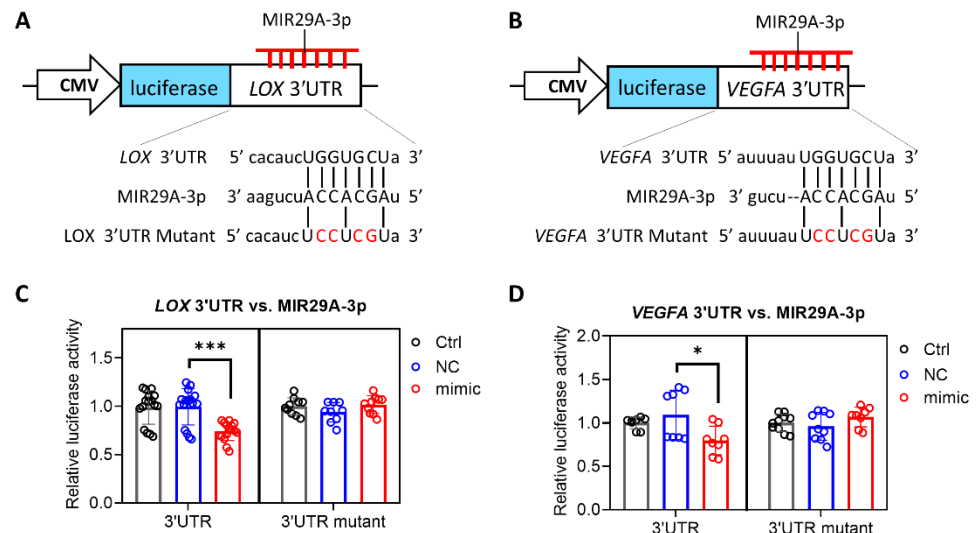 A
MIR29A-3p
CMV luciferase LOX 3’UTR
LOX 3’UTR 5’ cacaucUGGUGCUa 3’
MIR29A-3p 3’ aagucuACCACGAu 5’
LOX 3’UTR Mutant 5’ cacaucUCCUCGUa 3’
B
MIR29A-3p
CMV luciferase VEGFA 3’UTR
VEGFA 3’UTR 5’ auuuauUGGUGCUa 3’
MIR29A-3p 3’ gucu--ACCACGAu 5’
VEGFA 3’UTR Mutant 5’ auuuauUCCUCGUa 3’
C
LOX 3'UTR vs. MIR29A-3p
Relative luciferase activity
1.5
1.0
0.5
0.0
***
3'UTR 3'UTR mutant
Ctrl
NC
mimic
D
VEGFA 3'UTR vs. MIR29A-3p
Relative luciferase activity
2.0
1.5
1.0
0.5
0.0
*
3'UTR 3'UTR mutant
Ctrl
NC
mimic